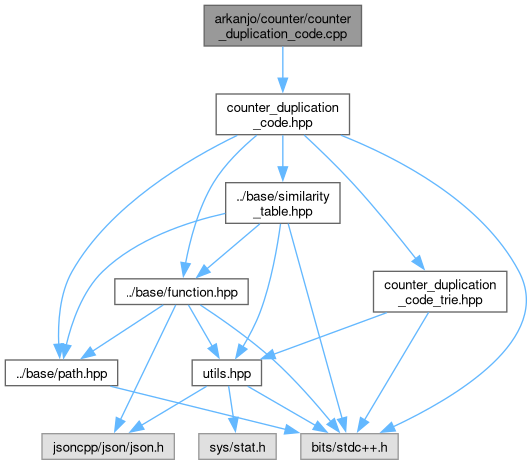 arkanjo/counter/counter
_duplication_code.cpp
counter_duplication
_code.hpp
../base/similarity
_table.hpp
../base/function.hpp
counter_duplication
_code_trie.hpp
../base/path.hpp
utils.hpp
jsoncpp/json/json.h
sys/stat.h
bits/stdc++.h